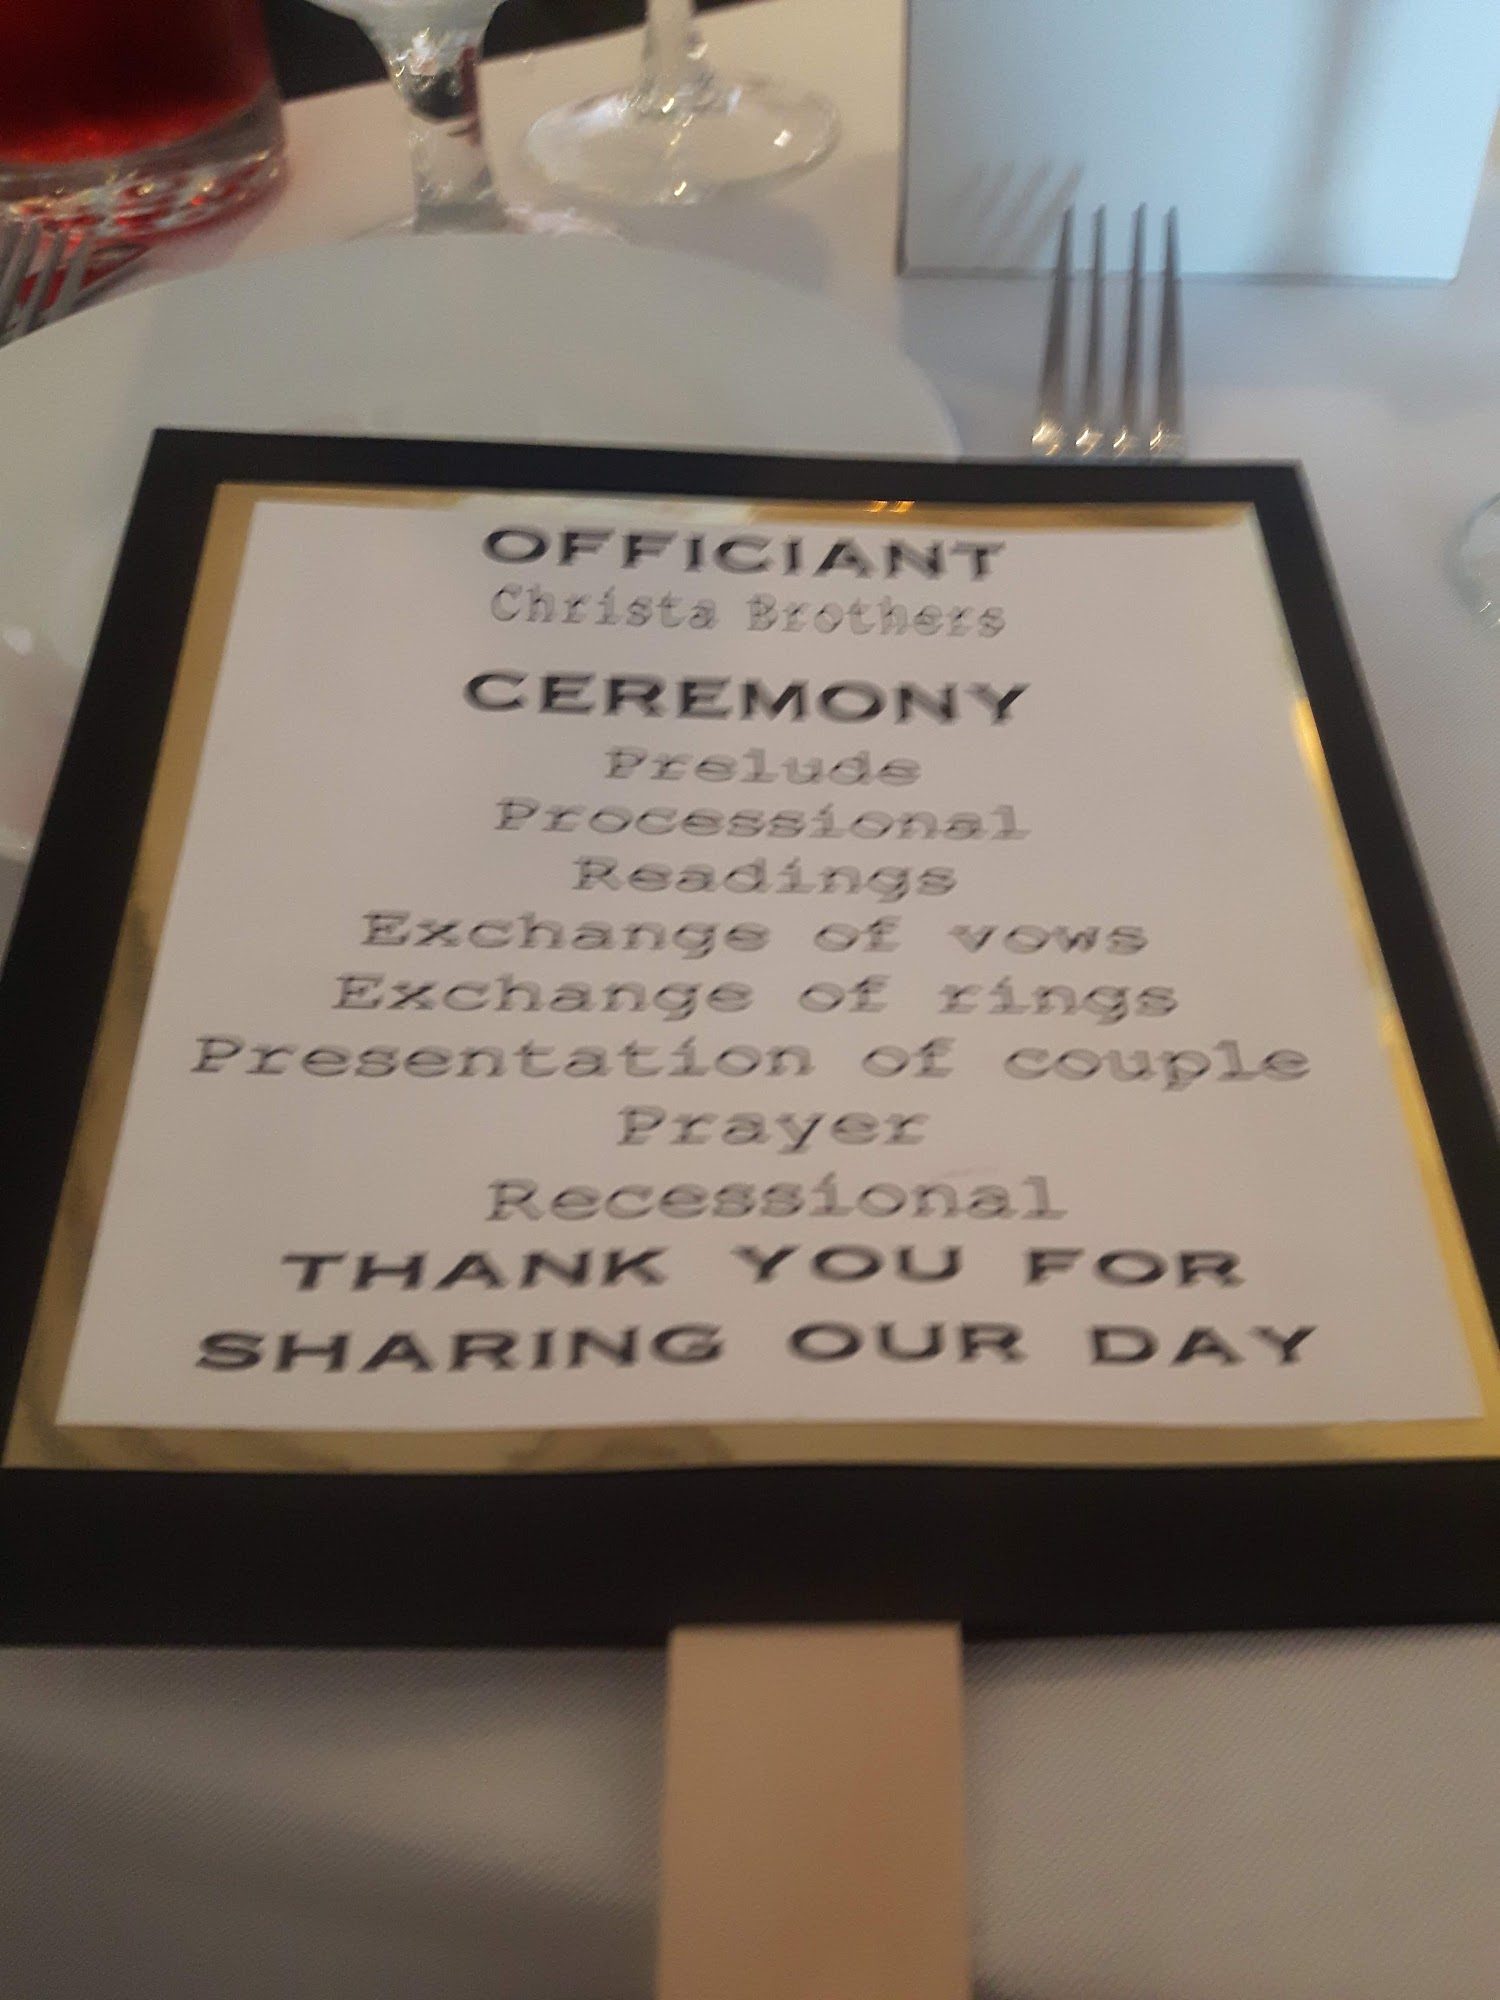 OFFICIANT
Christa Brothers
CEREMONY
Prelude
Processional
Readings
Exchange of vows
Exchange of rings
Presentation of couple
Prayer
Recessional
THANK YOU FOR
SHARING OUR DAY